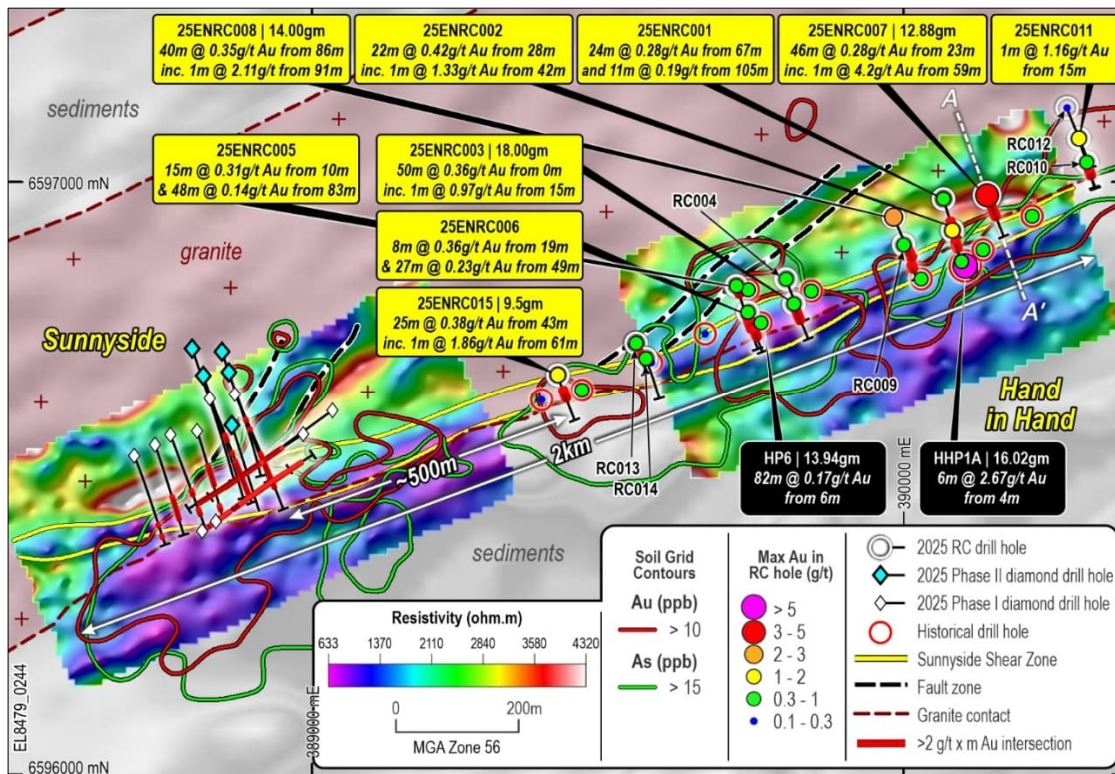 25ENRC008 | 14.00gm
40m @ 0.35g/t Au from 86m
inc. 1m @ 2.11g/t from 91m
25ENRC002
22m @ 0.42g/t Au from 28m
inc. 1m @ 1.33g/t Au from 42m
25ENRC001
24m @ 0.28g/t Au from 67m
and 11m @ 0.19g/t Au from 105m
25ENRC007 | 12.88gm
46m @ 0.28g/t Au from 23m
inc. 1m @ 4.2g/t Au from 59m
25ENRC011
1m @ 1.16g/t Au
from 15m
sediments
A
25ENRC005
15m @ 0.31g/t Au from 10m
& 48m @ 0.14g/t Au from 83m
25ENRC003 | 18.00gm
50m @ 0.36g/t Au from 0m
inc. 1m @ 0.97g/t Au from 15m
RC012
RC010
6597000 mN
RC004
granite
25ENRC006
8m @ 0.36g/t Au from 19m
& 27m @ 0.23g/t Au from 49m
25ENRC015 | 9.5gm
25m @ 0.38g/t Au from 43m
inc. 1m @ 1.86g/t Au from 61m
A'
Sunnyside
RC009
Hand
in Hand
~500m
2km
RC013
RC014
HP6 | 13.94gm
82m @ 0.17g/t Au
from 6m
HHP1A | 16.02gm
6m @ 2.67g/t Au
from 4m
390000 mE
sediments
Resistivity (ohm.m)
633 1370 2110 2840 3580 4320
0 200m
MGA Zone 56
Soil Grid
Contours
Au (ppb)
> 10
As (ppb)
> 15
Max Au in
RC hole (g/t)
> 5
3 - 5
2 - 3
1 - 2
0.3 - 1
0.1 - 0.3
2025 RC drill hole
2025 Phase II diamond drill hole
2025 Phase I diamond drill hole
Historical drill hole
Sunnyside Shear Zone
Fault zone
Granite contact
>2 g/t x m Au intersection
EL8479_0244
389000 mE
6596000 mN